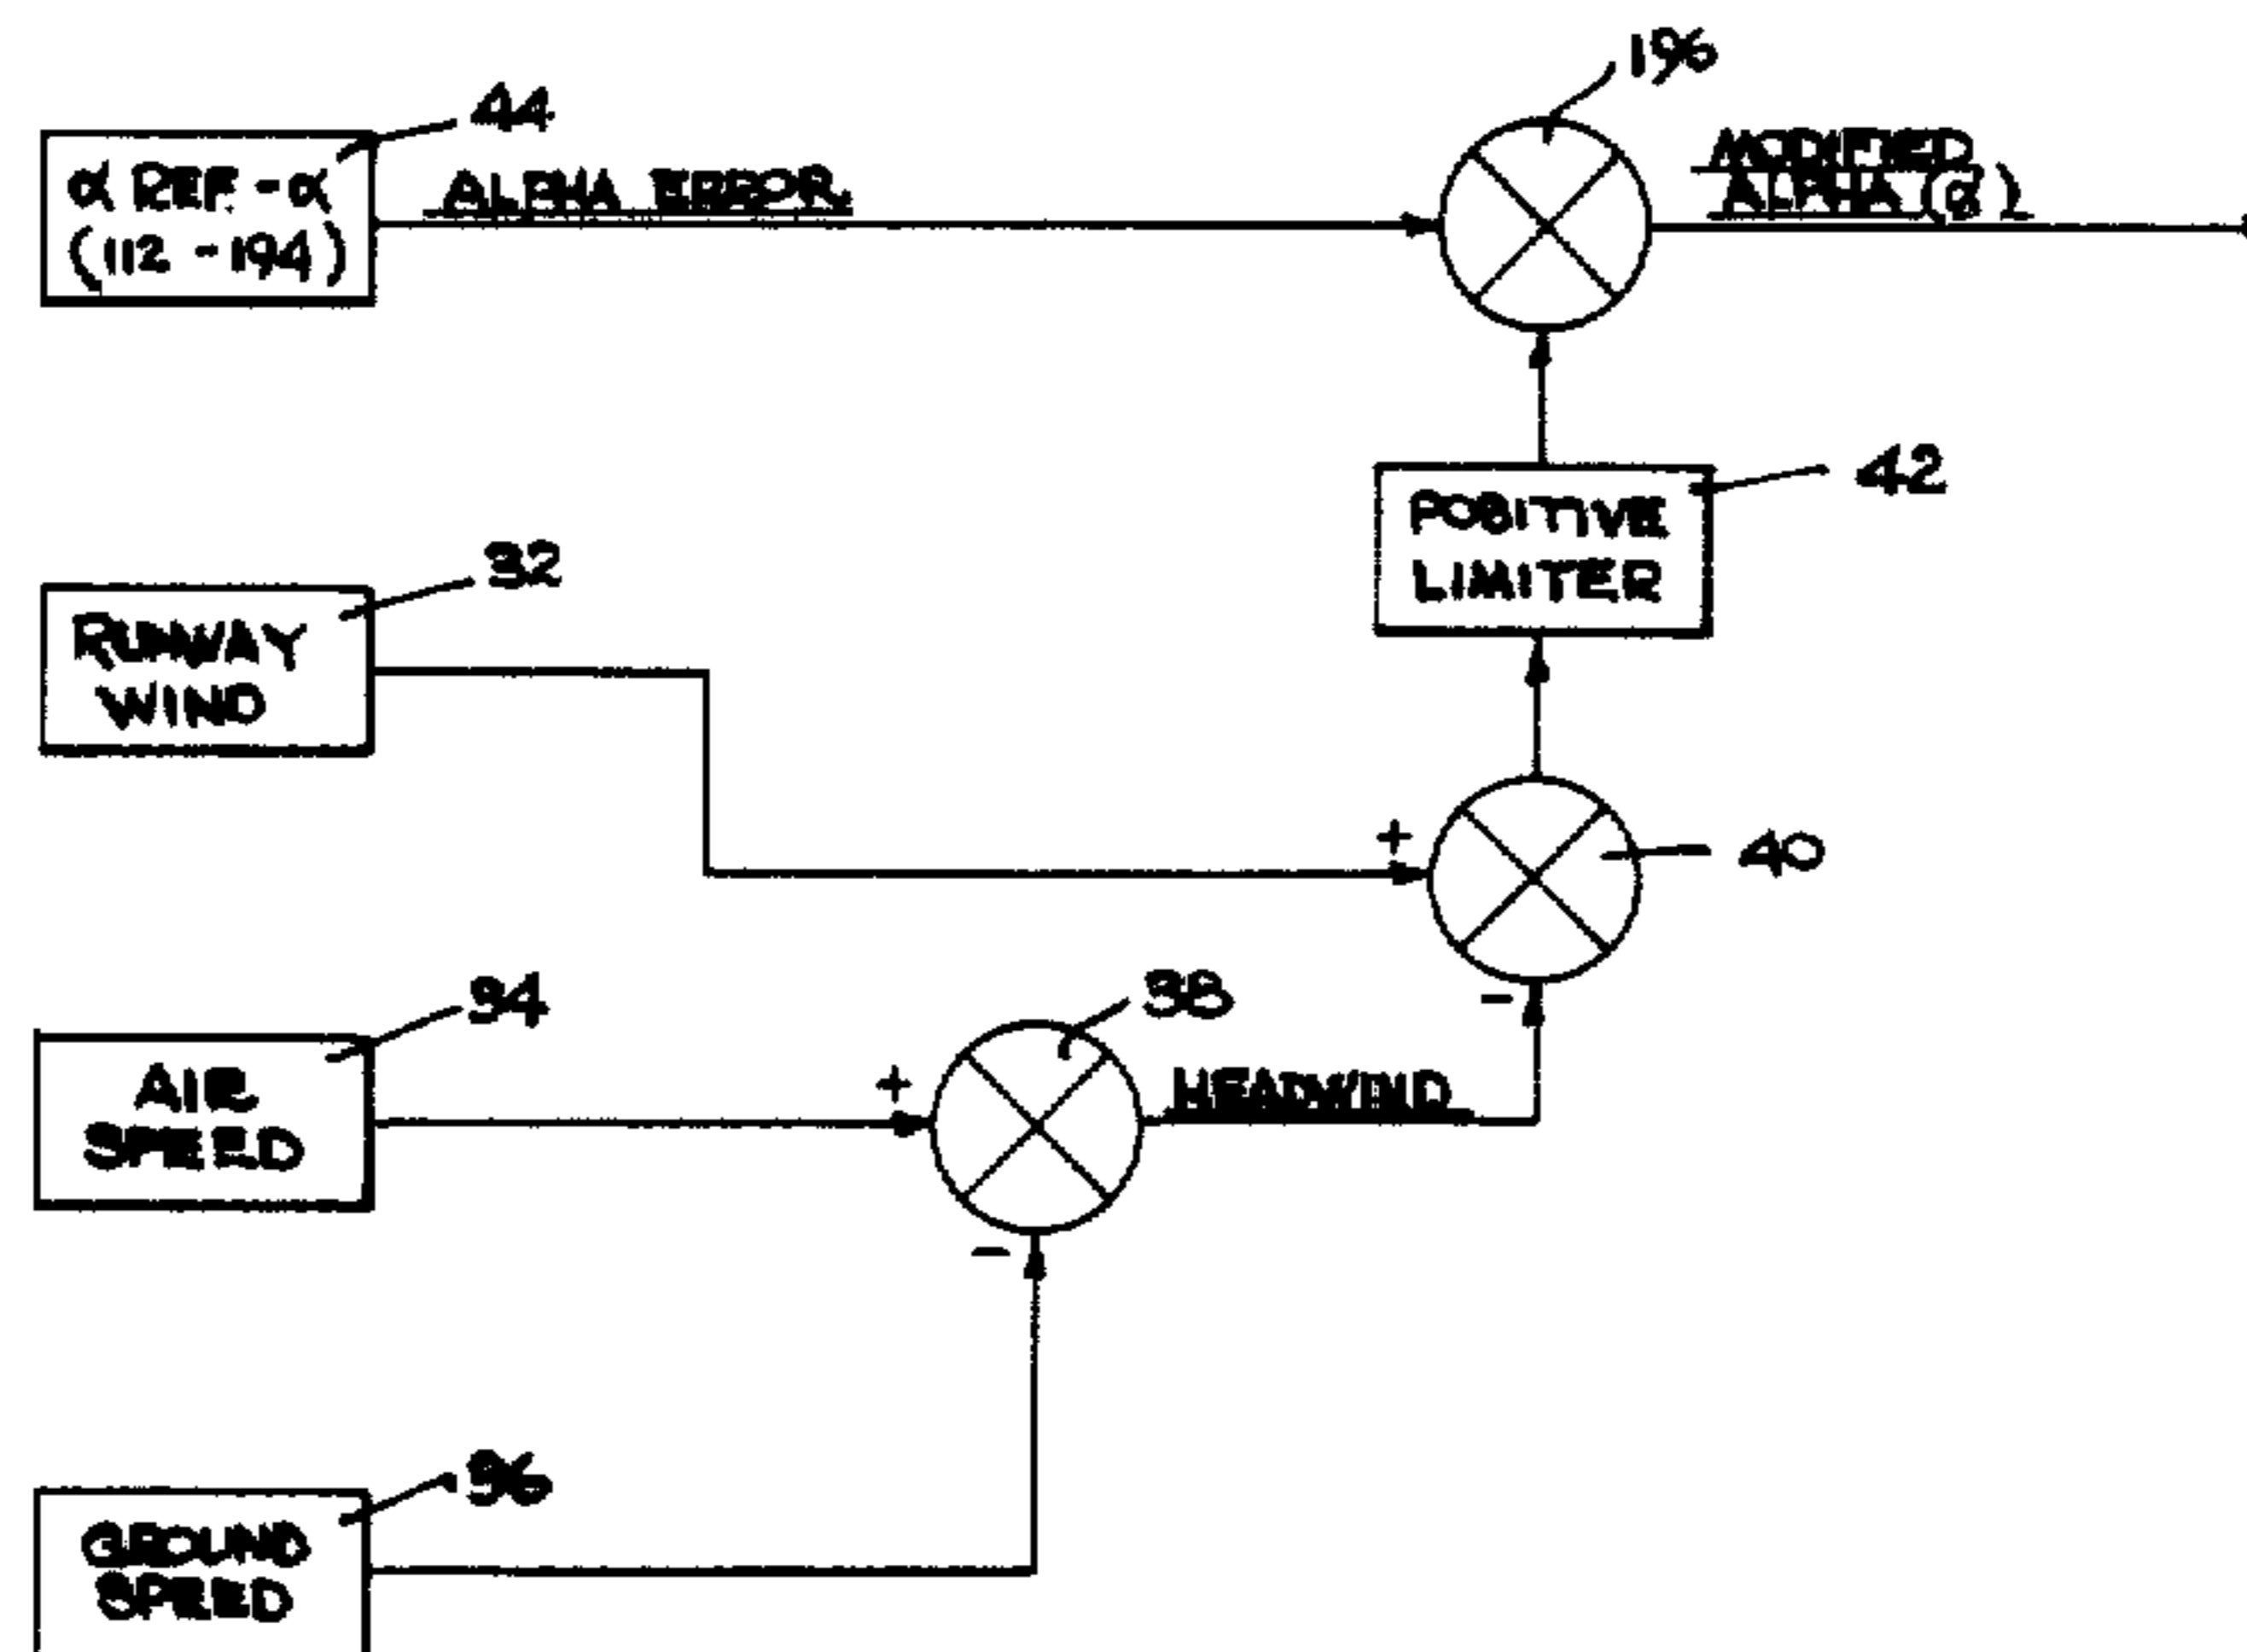 196
44
α REF. - α
(112 - 194)
ALPHA ERROR
MODIFIED
ALPHA (α)
42
POSITIVE
LIMITER
32
RUNWAY
WIND
+
40
-
34
AIR
SPEED
38
+
HEADWIND
-
36
GROUND
SPEED